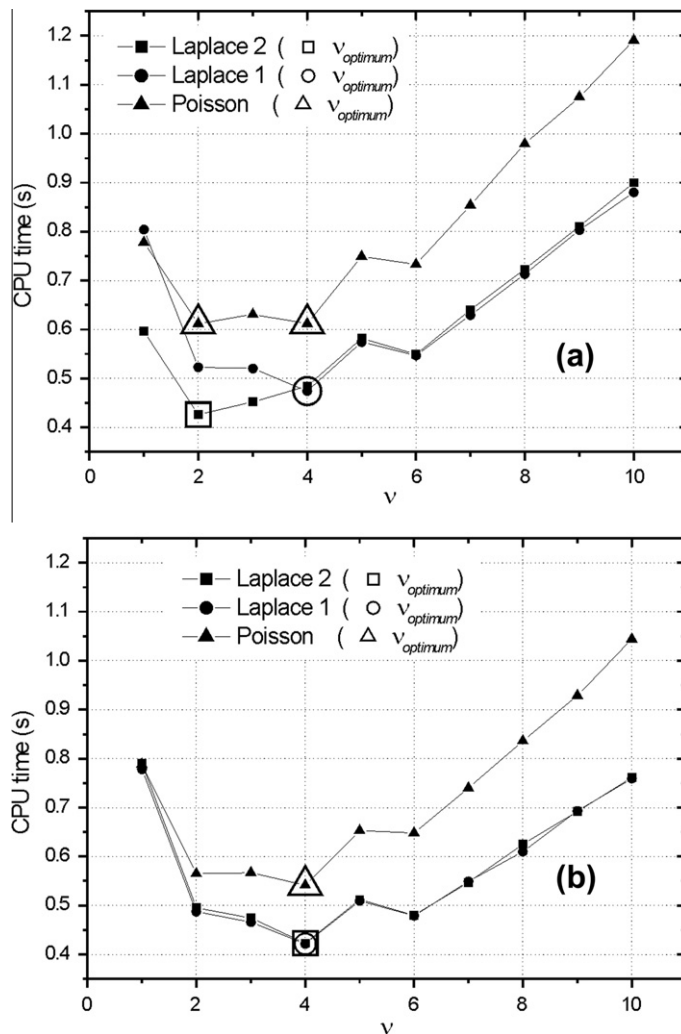 1.2
1.1
1.0
0.9
0.8
0.7
0.6
0.5
0.4
CPU time (s)
Laplace 2 ( □ ν_optimum)
Laplace 1 ( ○ ν_optimum)
Poisson ( △ ν_optimum)
(a)
0 2 4 6 8 10
ν
1.2
1.1
1.0
0.9
0.8
0.7
0.6
0.5
0.4
CPU time (s)
Laplace 2 ( □ ν_optimum)
Laplace 1 ( ○ ν_optimum)
Poisson ( △ ν_optimum)
(b)
0 2 4 6 8 10
ν